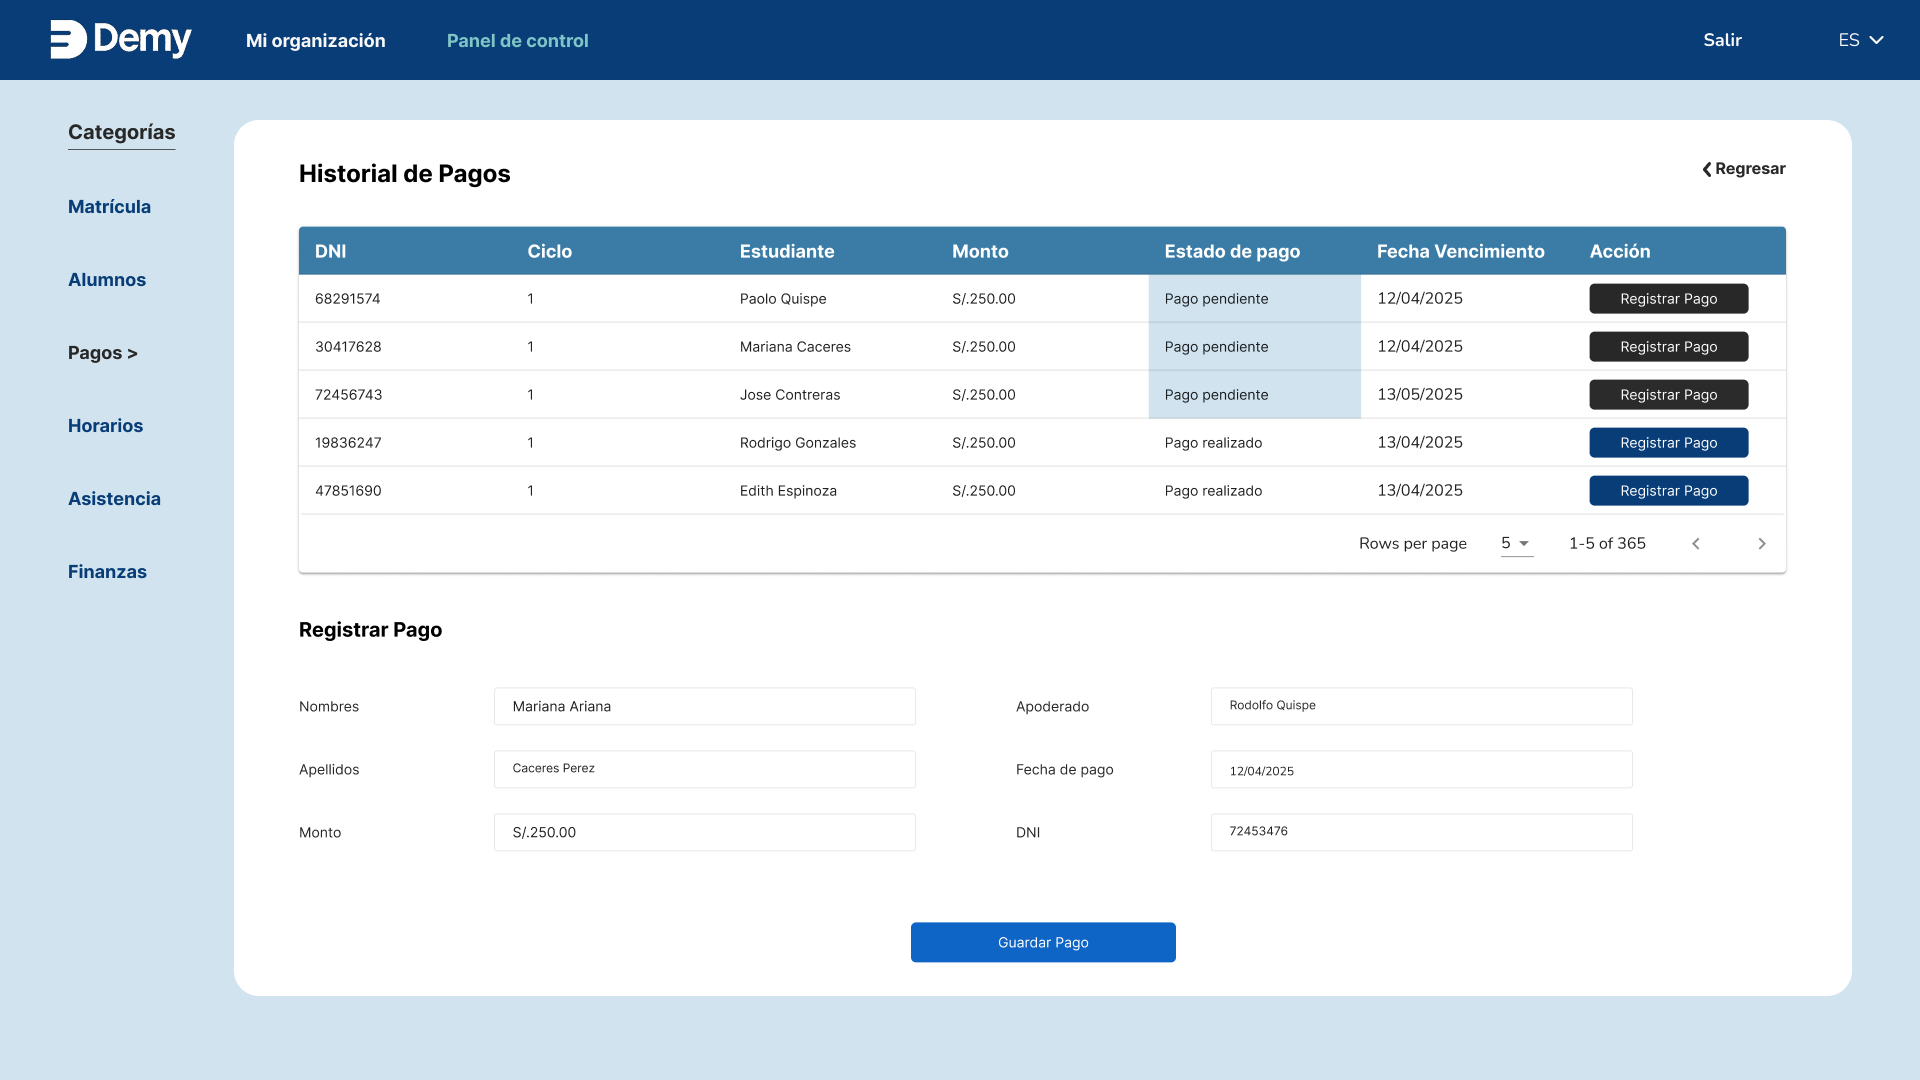 Demy Mi organización Panel de control Salir ES
Categorías
Matrícula
Alumnos
Pagos >
Horarios
Asistencia
Finanzas
Historial de Pagos
Regresar
DNI Ciclo Estudiante Monto Estado de pago Fecha Vencimiento Acción
68291574 1 Paolo Quispe S/.250.00 Pago pendiente 12/04/2025 Registrar Pago
30417628 1 Mariana Caceres S/.250.00 Pago pendiente 12/04/2025 Registrar Pago
72456743 1 Jose Contreras S/.250.00 Pago pendiente 13/05/2025 Registrar Pago
19836247 1 Rodrigo Gonzales S/.250.00 Pago realizado 13/04/2025 Registrar Pago
47851690 1 Edith Espinoza S/.250.00 Pago realizado 13/04/2025 Registrar Pago
Rows per page 5 1-5 of 365
Registrar Pago
Nombres Mariana Ariana Apoderado Rodolfo Quispe
Apellidos Caceres Perez Fecha de pago 12/04/2025
Monto S/.250.00 DNI 72453476
Guardar Pago